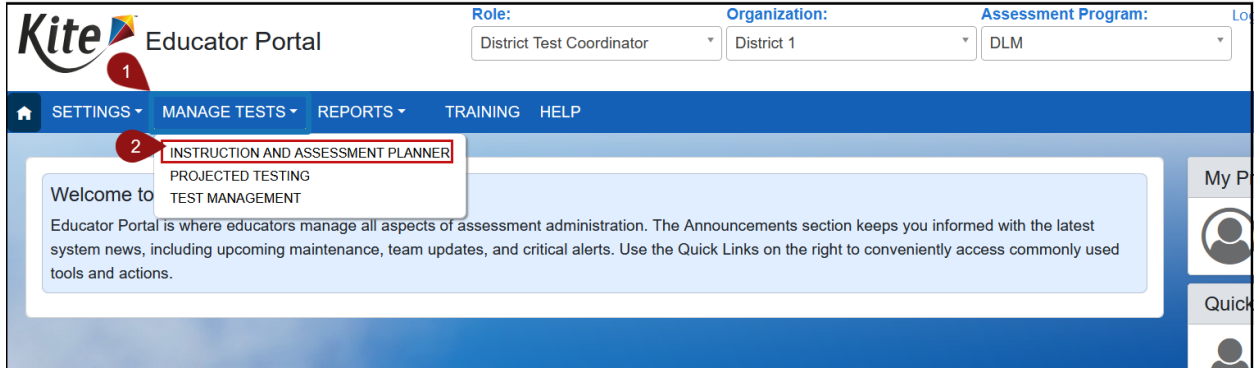 Role: Organization: Assessment Program: Lo
Kite Educator Portal
District Test Coordinator District 1 DLM
1
SETTINGS MANAGE TESTS REPORTS TRAINING HELP
2 INSTRUCTION AND ASSESSMENT PLANNER
PROJECTED TESTING
TEST MANAGEMENT
Welcome to
Educator Portal is where educators manage all aspects of assessment administration. The Announcements section keeps you informed with the latest
system news, including upcoming maintenance, team updates, and critical alerts. Use the Quick Links on the right to conveniently access commonly used
tools and actions.
My P
Quick